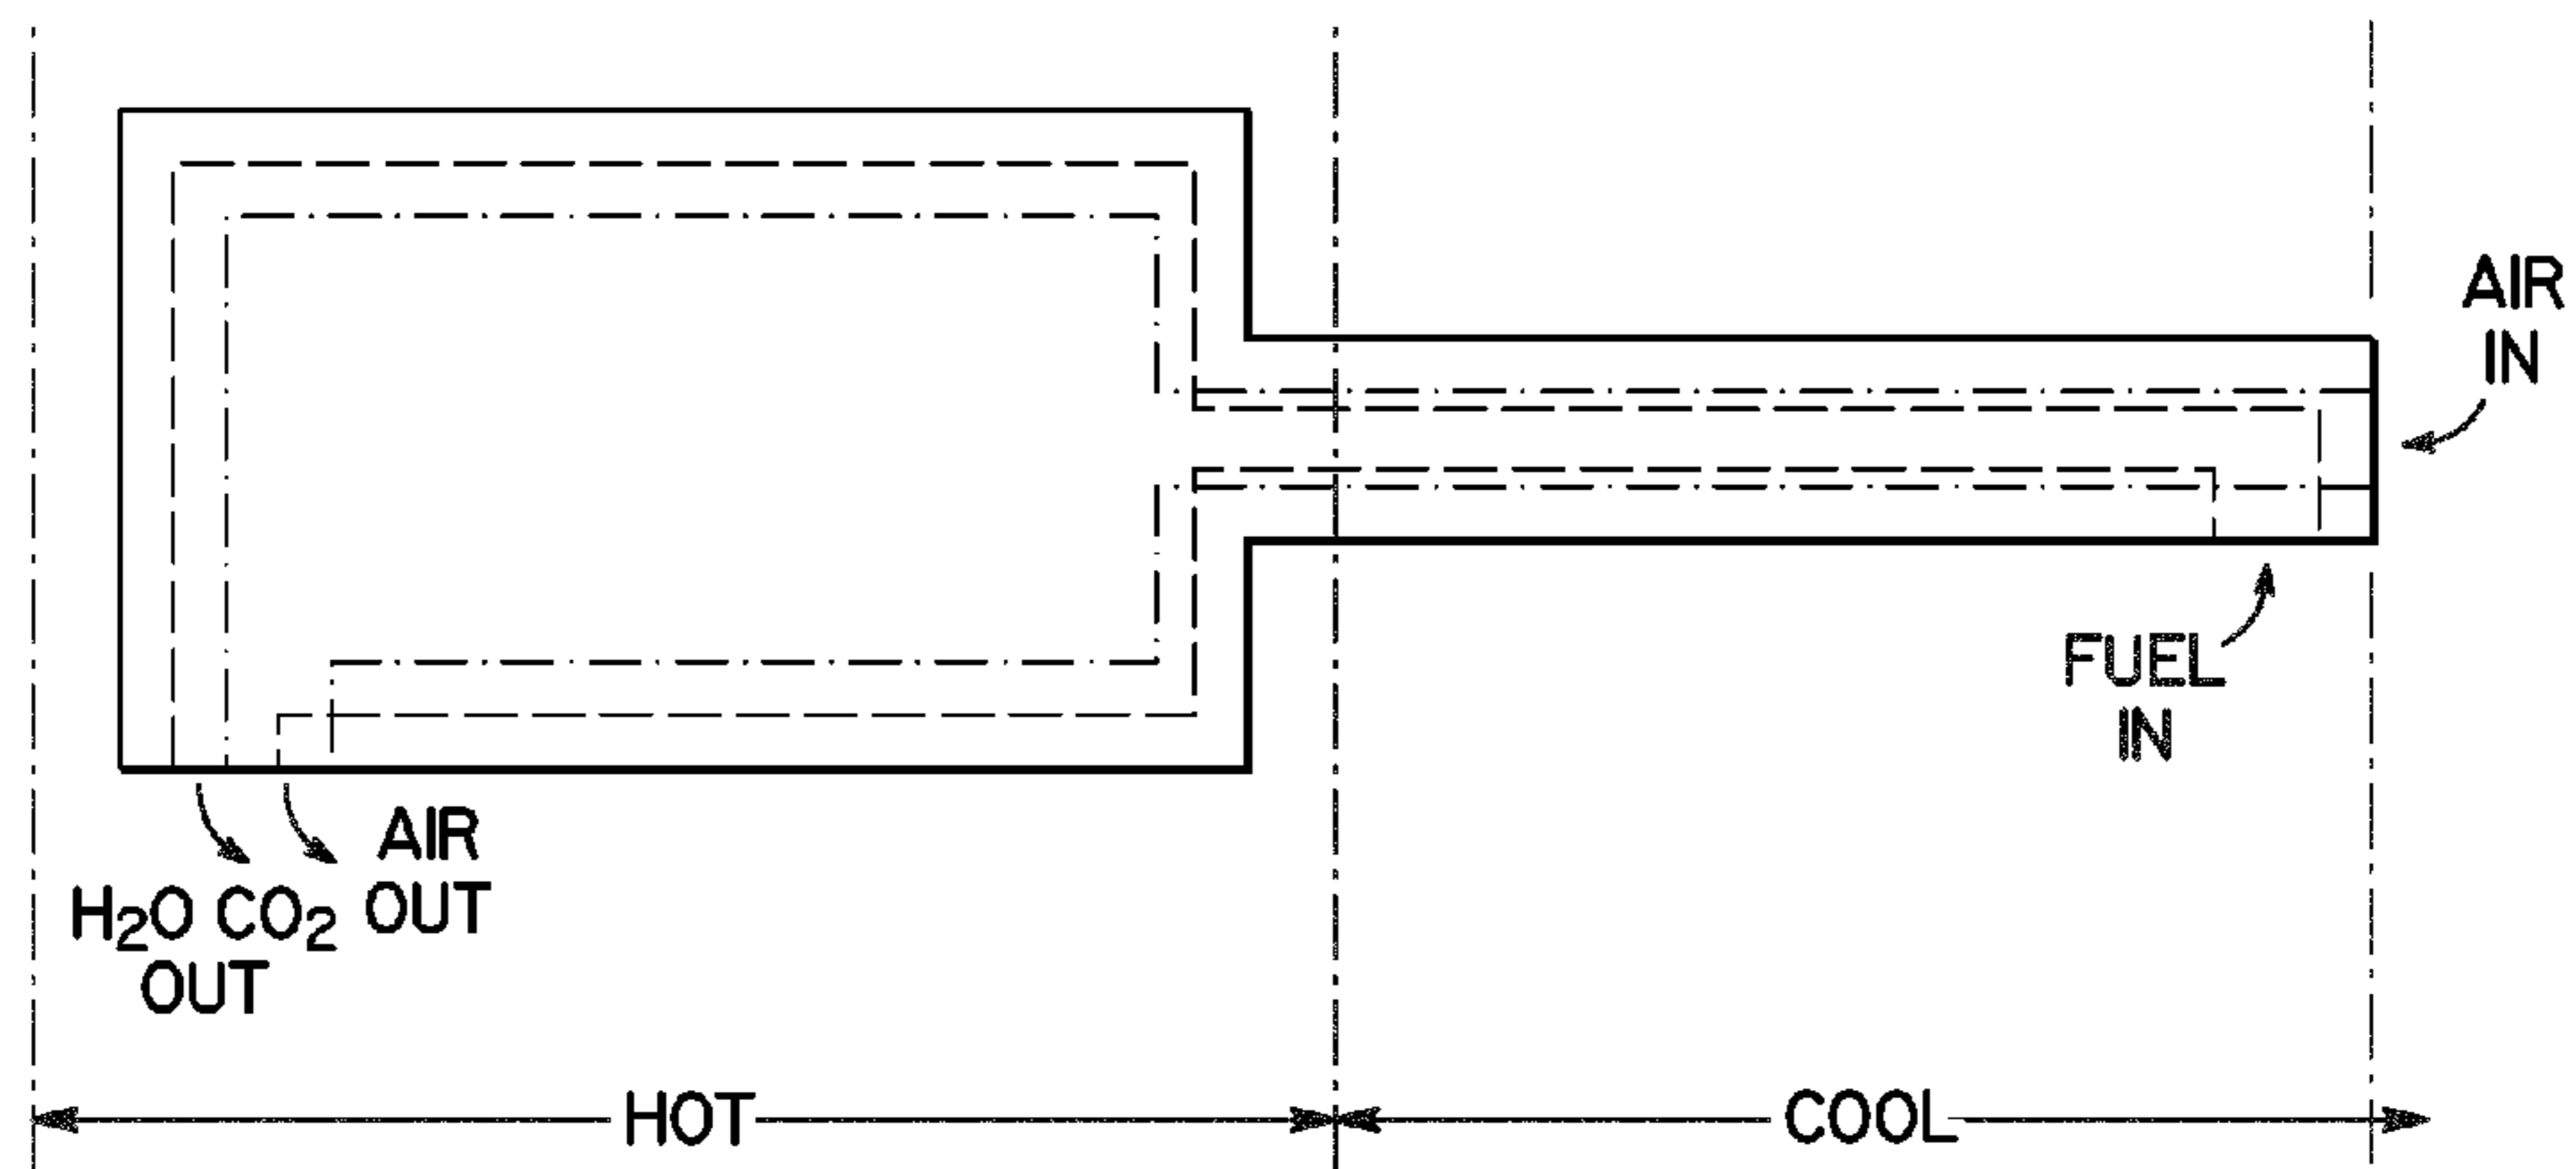 AIR
IN
FUEL
IN
AIR
OUT
H₂O CO₂
OUT
HOT
COOL